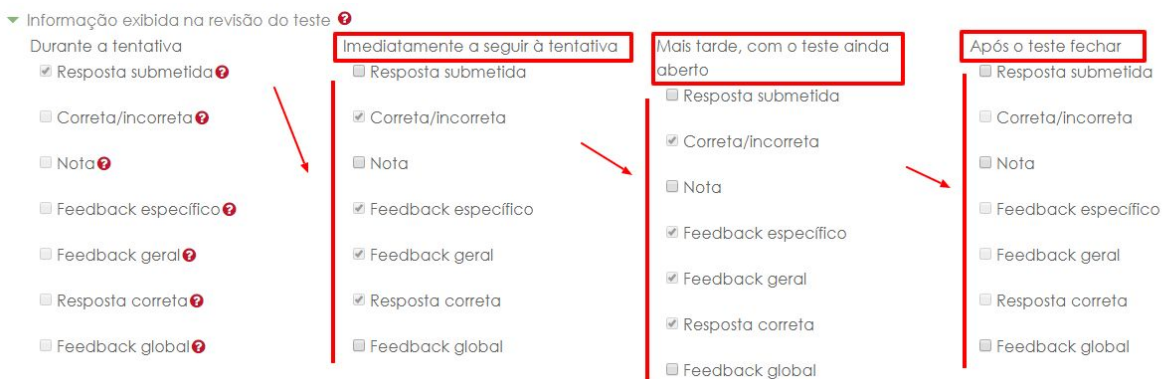 Informação exibida na revisão do teste
Durante a tentativa
Resposta submetida
Correta/incorreta
Nota
Feedback específico
Feedback geral
Resposta correta
Feedback global
Imediatamente a seguir à tentativa
Resposta submetida
Correta/incorreta
Nota
Feedback específico
Feedback geral
Resposta correta
Feedback global
Mais tarde, com o teste ainda
aberto
Resposta submetida
Correta/incorreta
Nota
Feedback específico
Feedback geral
Resposta correta
Feedback global
Após o teste fechar
Resposta submetida
Correta/incorreta
Nota
Feedback específico
Feedback geral
Resposta correta
Feedback global